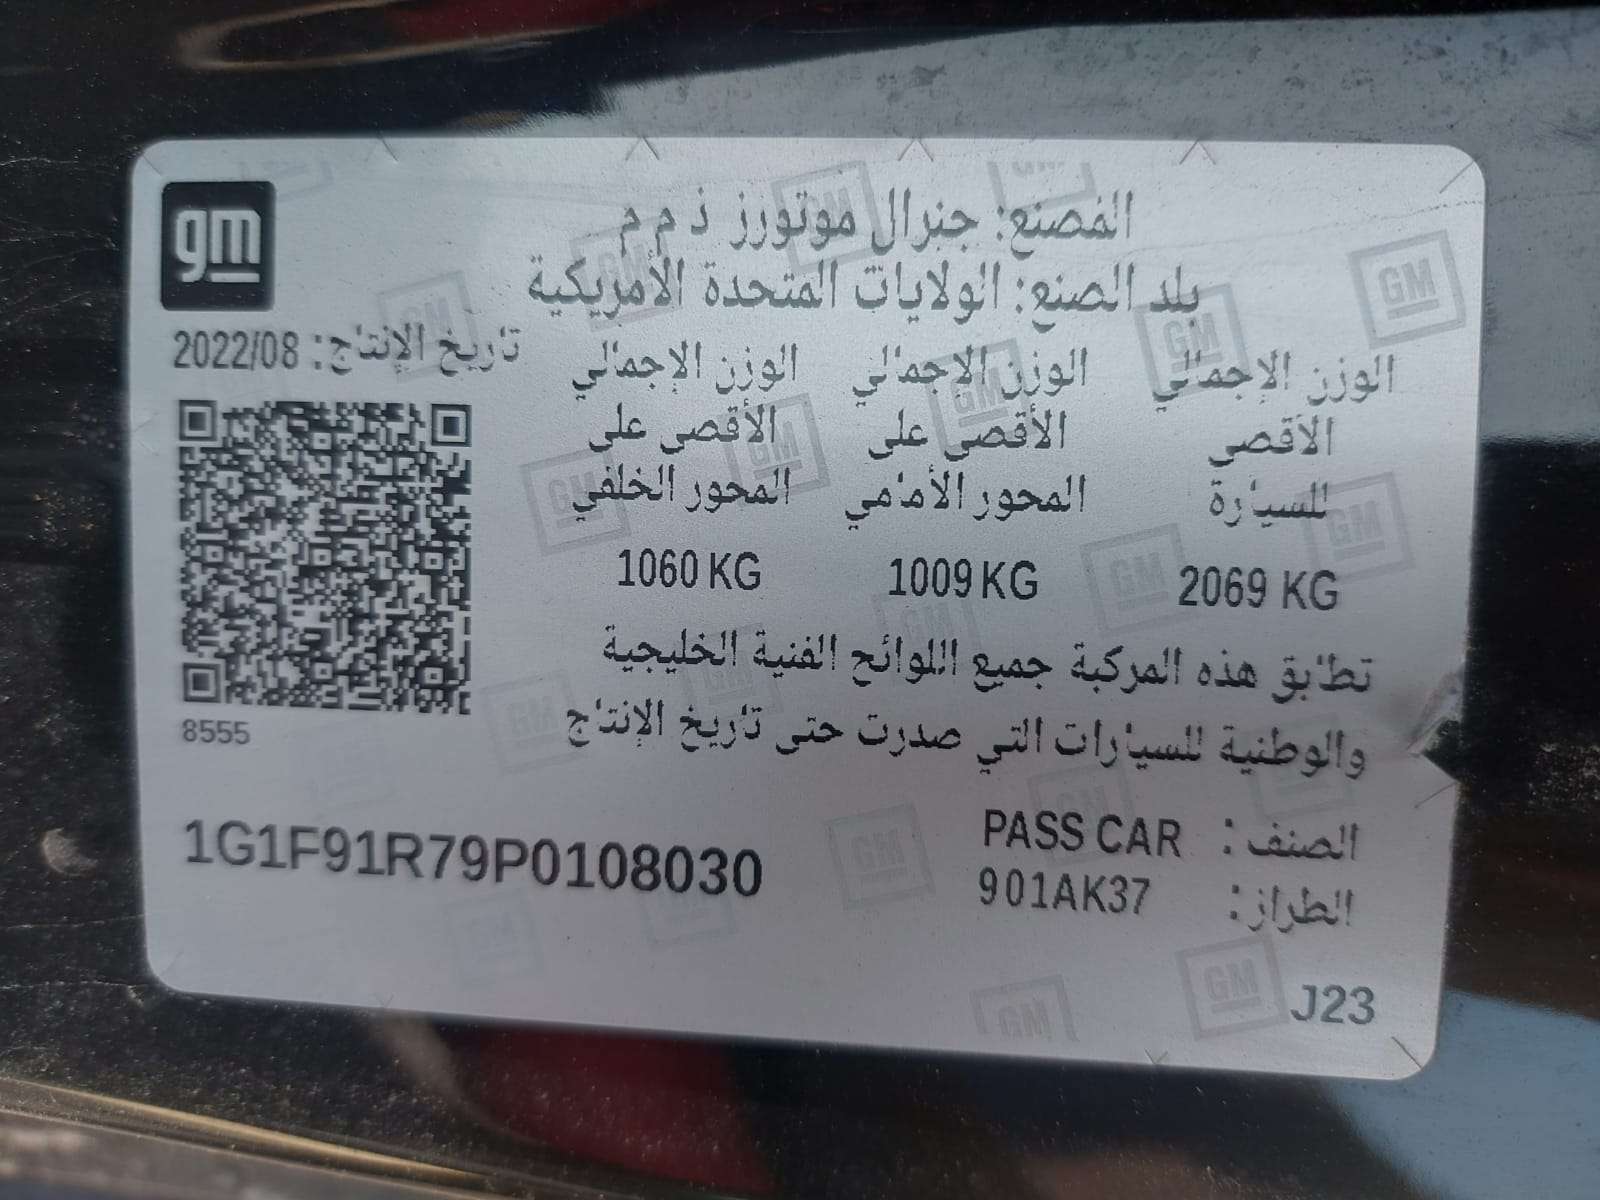 gm
المصنع: جنرال موتورز ذ م م
بلد الصنع: الولايات المتحدة الأمريكية
تاريخ الإنتاج: 2022/08
الوزن الإجمالي الأقصى للسيارة
2069 KG
الوزن الإجمالي الأقصى على المحور الأمامي
1009 KG
الوزن الإجمالي الأقصى على المحور الخلفي
1060 KG
8555
تطابق هذه المركبة جميع اللوائح الفنية الخليجية
والوطنية للسيارات التي صدرت حتى تاريخ الإنتاج
الصنف: PASS CAR
الطراز: 901AK37
1G1F91R79P0108030
J23